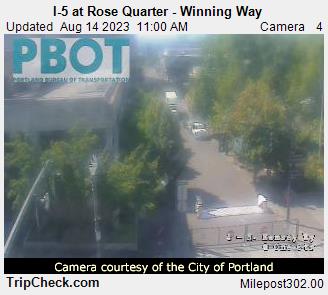 I-5 at Rose Quarter - Winning Way
Updated Aug 14 2023 11:00 AM Camera 4
PBOT
PORTLAND BUREAU OF TRANSPORTATION
Camera courtesy of the City of Portland
TripCheck.com Milepost302.00